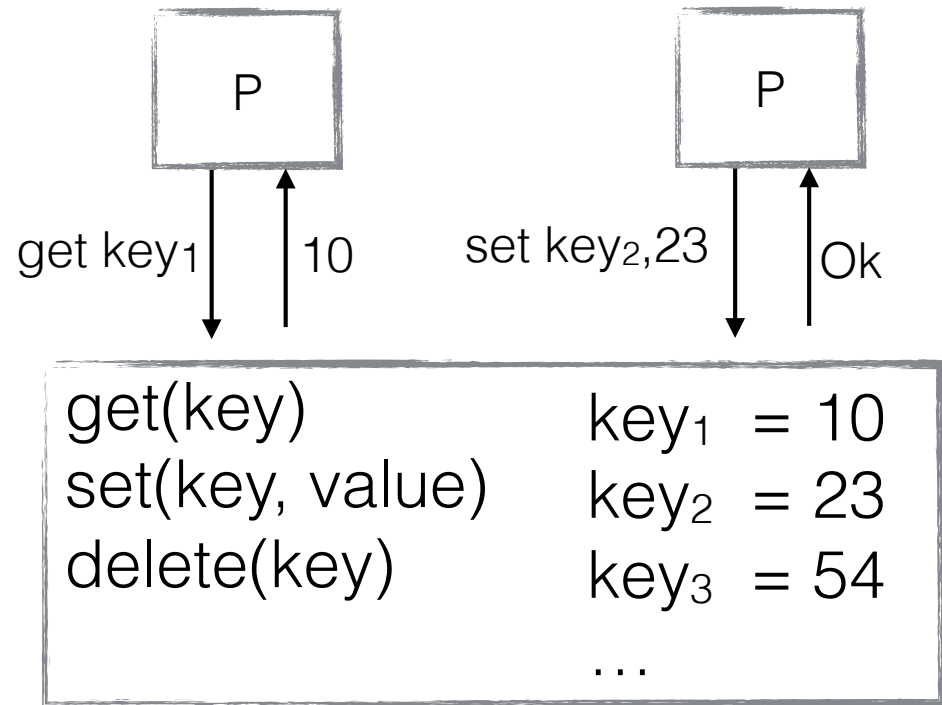 P
P
get key₁
10
set key₂,23
Ok
get(key)
set(key, value)
delete(key)
key₁ = 10
key₂ = 23
key₃ = 54
...